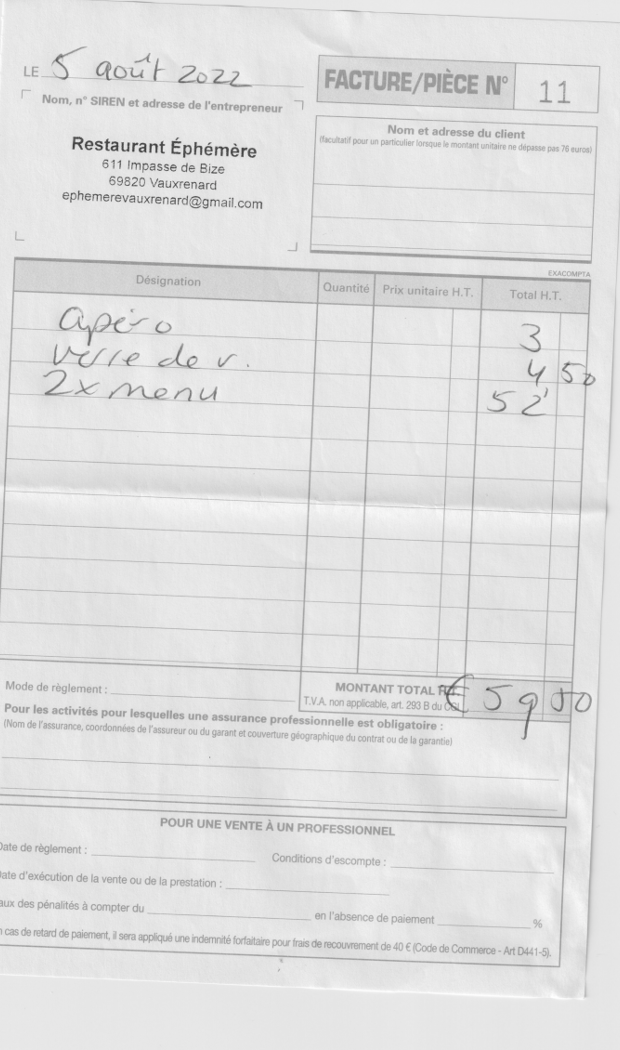 LE 5 août 2022
FACTURE/PIÈCE N° 11
Nom, n° SIREN et adresse de l'entrepreneur
Restaurant Éphémère
611 Impasse de Bize
69820 Vauxrenard
ephemerevauxrenard@gmail.com
Nom et adresse du client
(facultatif pour un particulier lorsque le montant unitaire ne dépasse pas 76 euros)
EXACOMPTA
Désignation Quantité Prix unitaire H.T. Total H.T.
apéro 3
verre de v. 4 50
2x menu 52
Mode de règlement :
MONTANT TOTAL € 59 50
T.V.A. non applicable, art. 293 B du CGI
Pour les activités pour lesquelles une assurance professionnelle est obligatoire :
(Nom de l'assurance, coordonnées de l'assureur ou du garant et couverture géographique du contrat ou de la garantie)
POUR UNE VENTE À UN PROFESSIONNEL
Date de règlement : Conditions d'escompte :
Date d'exécution de la vente ou de la prestation :
aux des pénalités à compter du en l'absence de paiement %
n cas de retard de paiement, il sera appliqué une indemnité forfaitaire pour frais de recouvrement de 40 € (Code de Commerce - Art D441-5).